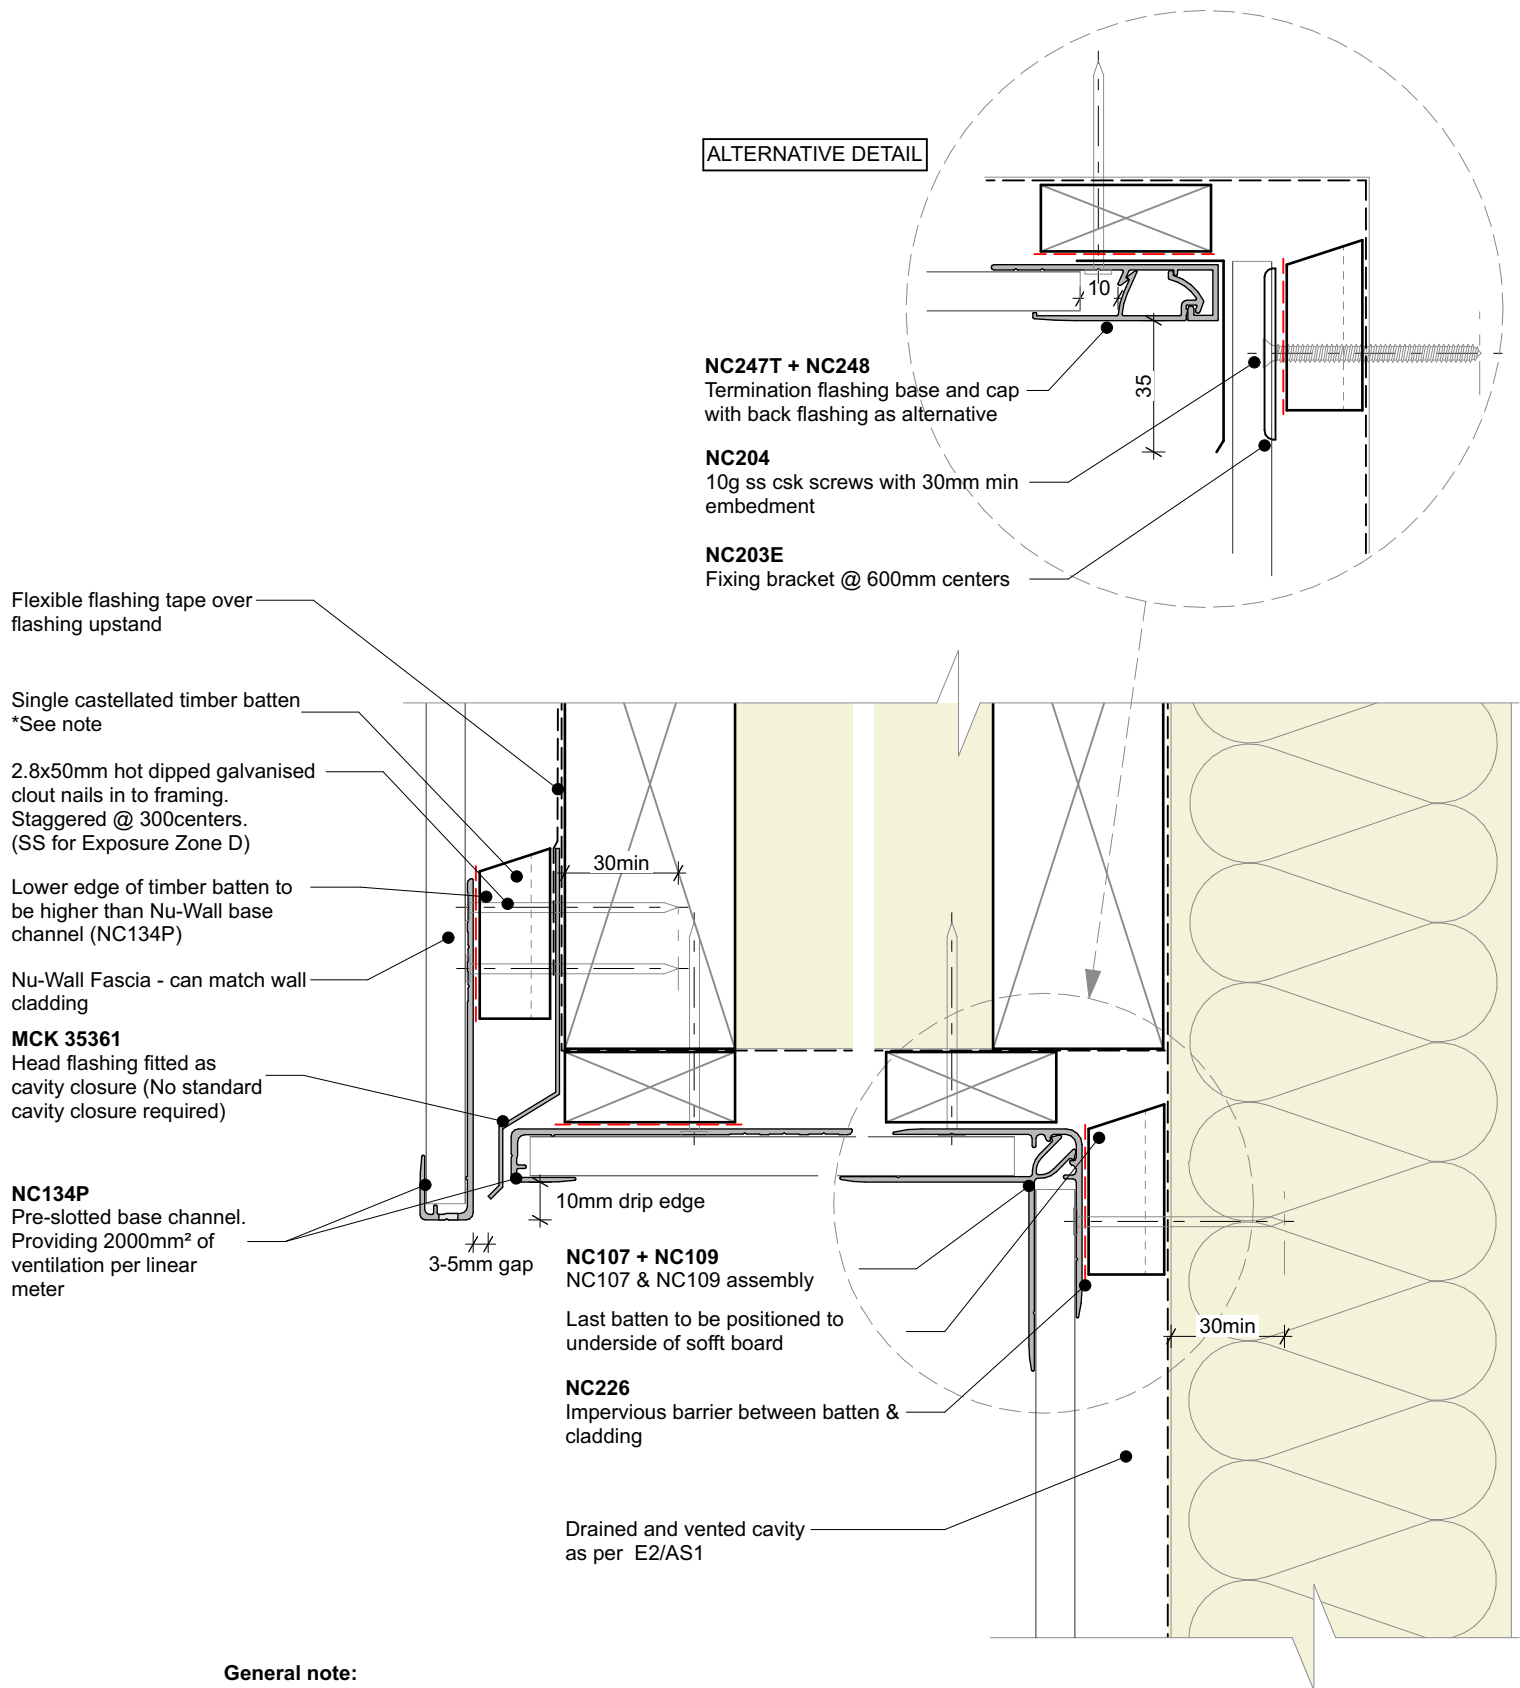 ALTERNATIVE DETAIL
10
35
NC247T + NC248
Termination flashing base and cap
with back flashing as alternative
NC204
10g ss csk screws with 30mm min
embedment
NC203E
Fixing bracket @ 600mm centers
Flexible flashing tape over
flashing upstand
Single castellated timber batten
*See note
2.8x50mm hot dipped galvanised
clout nails in to framing.
Staggered @ 300centers.
(SS for Exposure Zone D)
30min
Lower edge of timber batten to
be higher than Nu-Wall base
channel (NC134P)
Nu-Wall Fascia - can match wall
cladding
MCK 35361
Head flashing fitted as
cavity closure (No standard
cavity closure required)
NC134P
Pre-slotted base channel.
Providing 2000mm² of
ventilation per linear
meter
10mm drip edge
3-5mm gap
NC107 + NC109
NC107 & NC109 assembly
Last batten to be positioned to
underside of sofft board
30min
NC226
Impervious barrier between batten &
cladding
Drained and vented cavity
as per E2/AS1
General note: